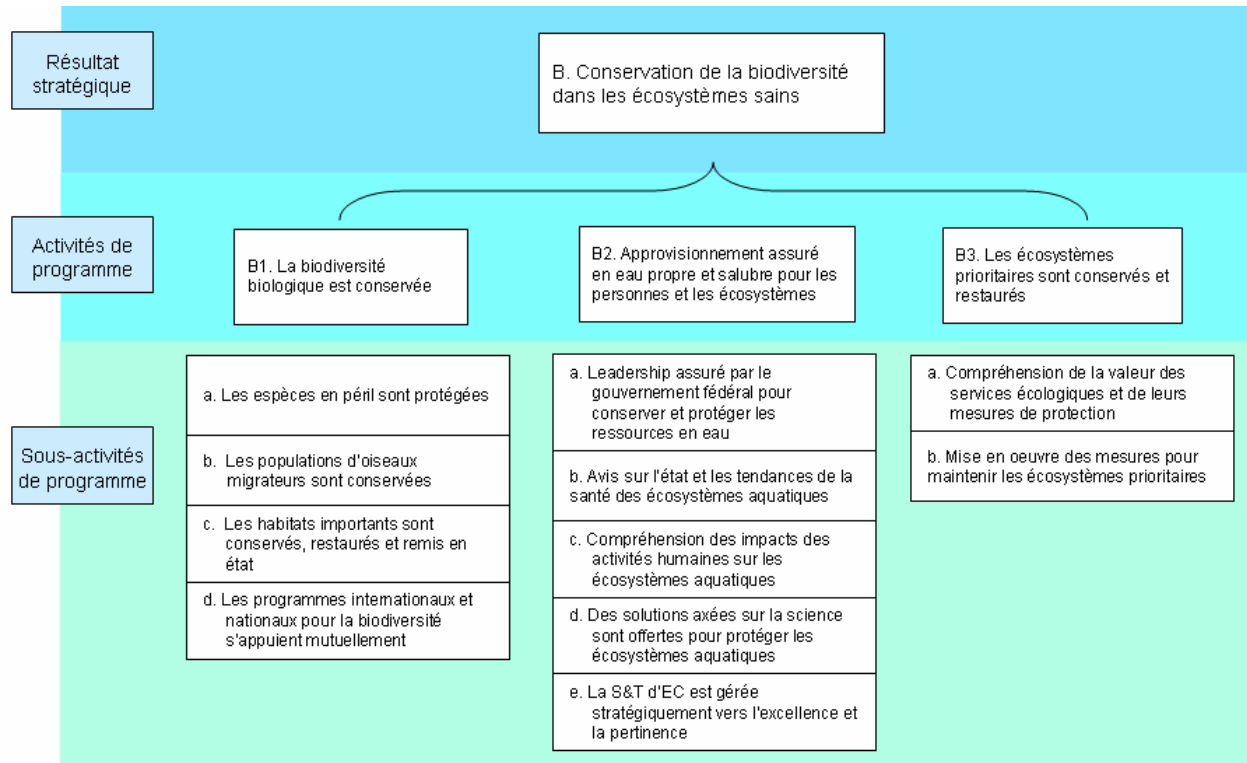 Résultat
stratégique
B. Conservation de la biodiversité
dans les écosystèmes sains
Activités de
programme
B1. La biodiversité
biologique est conservée
B2. Approvisionnement assuré
en eau propre et salubre pour les
personnes et les écosystèmes
B3. Les écosystèmes
prioritaires sont conservés et
restaurés
Sous-activités
de programme
a. Les espèces en péril sont protégées
b. Les populations d'oiseaux
migrateurs sont conservées
c. Les habitats importants sont
conservés, restaurés et remis en
état
d. Les programmes internationaux et
nationaux pour la biodiversité
s'appuient mutuellement
a. Leadership assuré par le
gouvernement fédéral pour
conserver et protéger les
ressources en eau
b. Avis sur l'état et les tendances de la
santé des écosystèmes aquatiques
c. Compréhension des impacts des
activités humaines sur les
écosystèmes aquatiques
d. Des solutions axées sur la science
sont offertes pour protéger les
écosystèmes aquatiques
e. La S&T d'EC est gérée
stratégiquement vers l'excellence et
la pertinence
a. Compréhension de la valeur des
services écologiques et de leurs
mesures de protection
b. Mise en oeuvre des mesures pour
maintenir les écosystèmes prioritaires